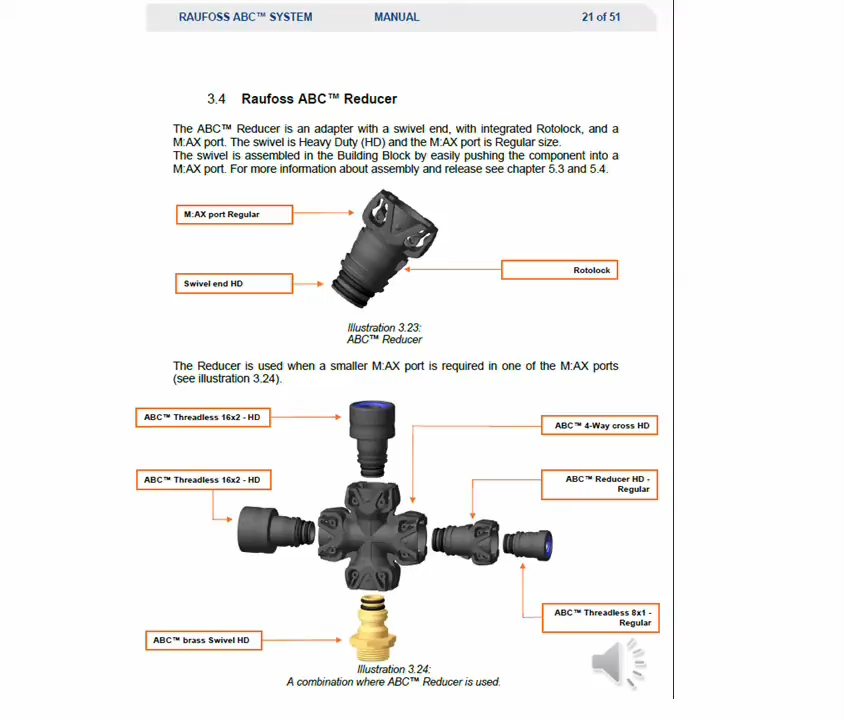 RAUFOSS ABC™ SYSTEM MANUAL 21 of 51
3.4 Raufoss ABC™ Reducer
The ABC™ Reducer is an adapter with a swivel end, with integrated Rotolock, and a
M:AX port. The swivel is Heavy Duty (HD) and the M:AX port is Regular size.
The swivel is assembled in the Building Block by easily pushing the component into a
M:AX port. For more information about assembly and release see chapter 5.3 and 5.4.
M:AX port Regular
Rotolock
Swivel end HD
Illustration 3.23:
ABC™ Reducer
The Reducer is used when a smaller M:AX port is required in one of the M:AX ports
(see illustration 3.24).
ABC™ Threadless 16x2 - HD
ABC™ 4-Way cross HD
ABC™ Threadless 16x2 - HD
ABC™ Reducer HD -
Regular
ABC™ Threadless 8x1 -
Regular
ABC™ brass Swivel HD
Illustration 3.24:
A combination where ABC™ Reducer is used.